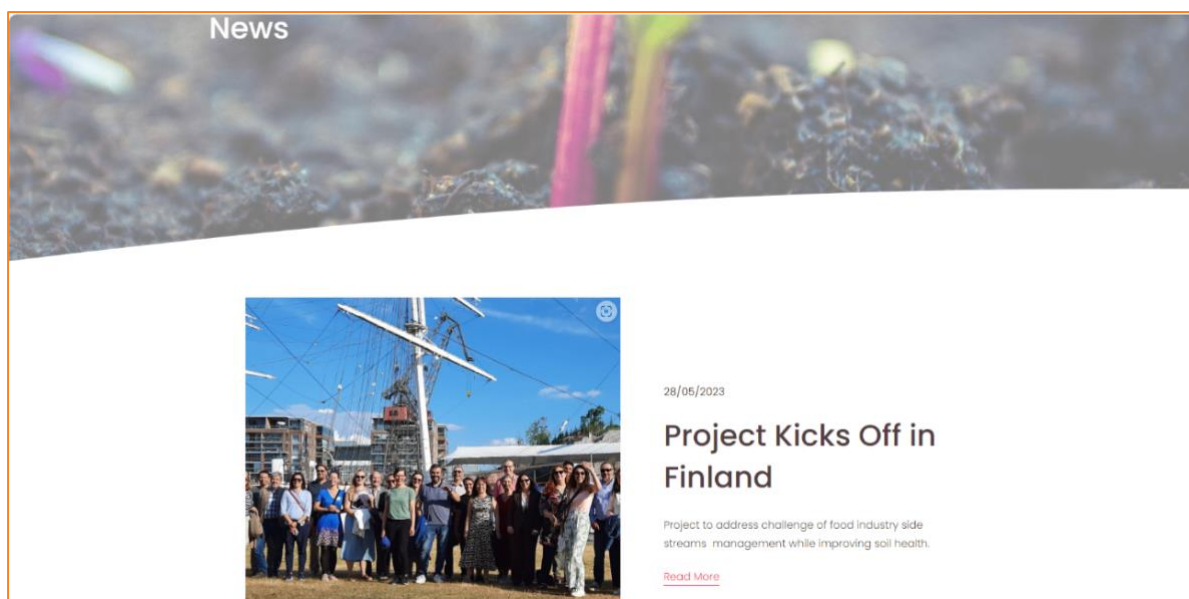 News
28/05/2023
Project Kicks Off in
Finland
Project to address challenge of food industry side
streams management while improving soil health.
Read More